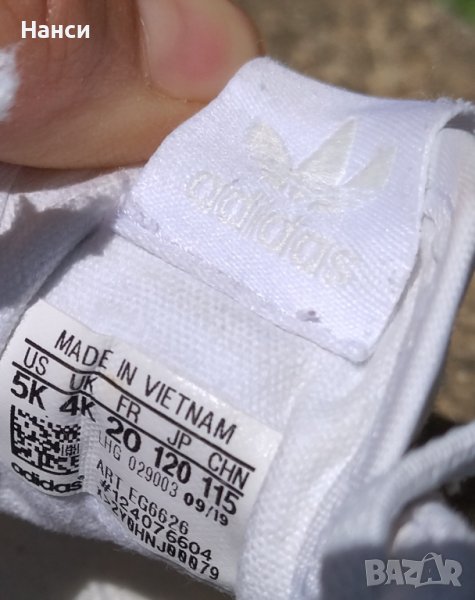 Нанси
adidas
MADE IN VIETNAM
US UK FR JP CHN
5K 4K 20 120 115
LHG 029003 09/19
ART EG6626
#124076604
adidas
BAZAR